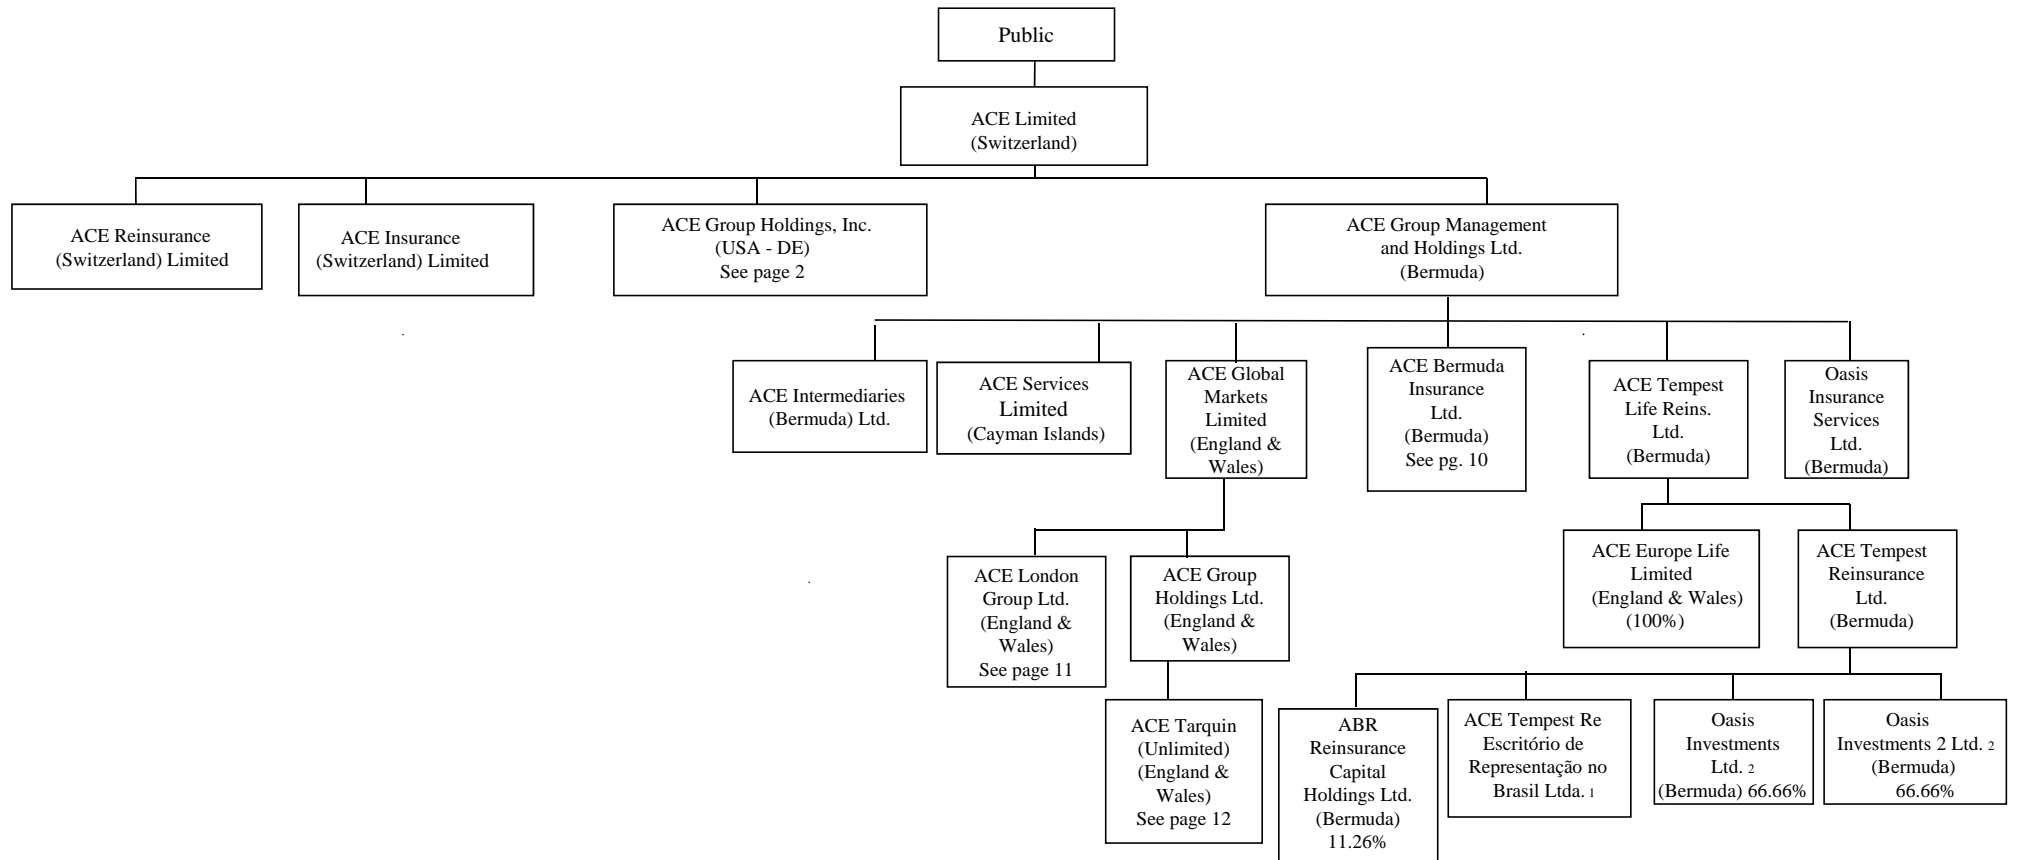 Public
ACE Limited
(Switzerland)
ACE Reinsurance
(Switzerland) Limited
ACE Insurance
(Switzerland) Limited
ACE Group Holdings, Inc.
(USA - DE)
See page 2
ACE Group Management
and Holdings Ltd.
(Bermuda)
ACE Intermediaries
(Bermuda) Ltd.
ACE Services
Limited
(Cayman Islands)
ACE Global
Markets
Limited
(England &
Wales)
ACE Bermuda
Insurance
Ltd.
(Bermuda)
See pg. 10
ACE Tempest
Life Reins.
Ltd.
(Bermuda)
Oasis
Insurance
Services
Ltd.
(Bermuda)
ACE London
Group Ltd.
(England &
Wales)
See page 11
ACE Group
Holdings Ltd.
(England &
Wales)
ACE Europe Life
Limited
(England & Wales)
(100%)
ACE Tempest
Reinsurance
Ltd.
(Bermuda)
ACE Tarquin
(Unlimited)
(England &
Wales)
See page 12
ABR
Reinsurance
Capital
Holdings Ltd.
(Bermuda)
11.26%
ACE Tempest Re
Escritório de
Representação no
Brasil Ltda. 1
Oasis
Investments
Ltd. 2
(Bermuda) 66.66%
Oasis
Investments 2 Ltd. 2
(Bermuda)
66.66%